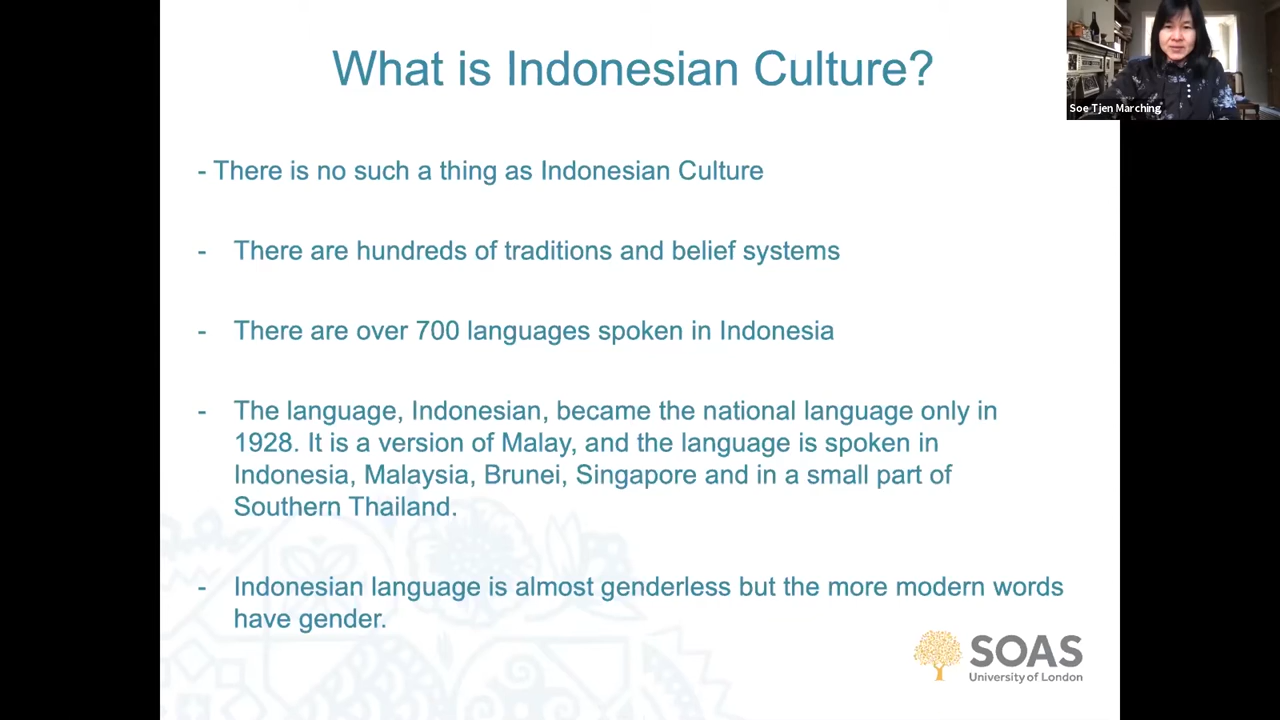 What is Indonesian Culture?
Soe Tjen Marching
- There is no such a thing as Indonesian Culture
- There are hundreds of traditions and belief systems
- There are over 700 languages spoken in Indonesia
- The language, Indonesian, became the national language only in
1928. It is a version of Malay, and the language is spoken in
Indonesia, Malaysia, Brunei, Singapore and in a small part of
Southern Thailand.
- Indonesian language is almost genderless but the more modern words
have gender.
SOAS
University of London